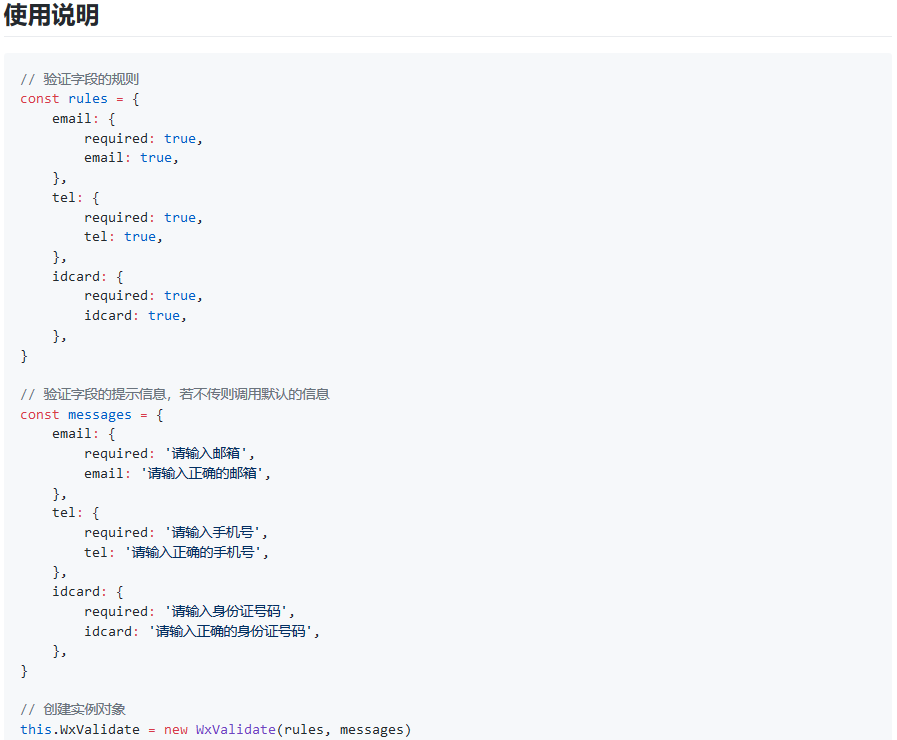 使用说明
// 验证字段的规则
const rules = {
    email: {
        required: true,
        email: true,
    },
    tel: {
        required: true,
        tel: true,
    },
    idcard: {
        required: true,
        idcard: true,
    },
}
// 验证字段的提示信息，若不传则调用默认的信息
const messages = {
    email: {
        required: '请输入邮箱',
        email: '请输入正确的邮箱',
    },
    tel: {
        required: '请输入手机号',
        tel: '请输入正确的手机号',
    },
    idcard: {
        required: '请输入身份证号码',
        idcard: '请输入正确的身份证号码',
    },
}
// 创建实例对象
this.WxValidate = new WxValidate(rules, messages)